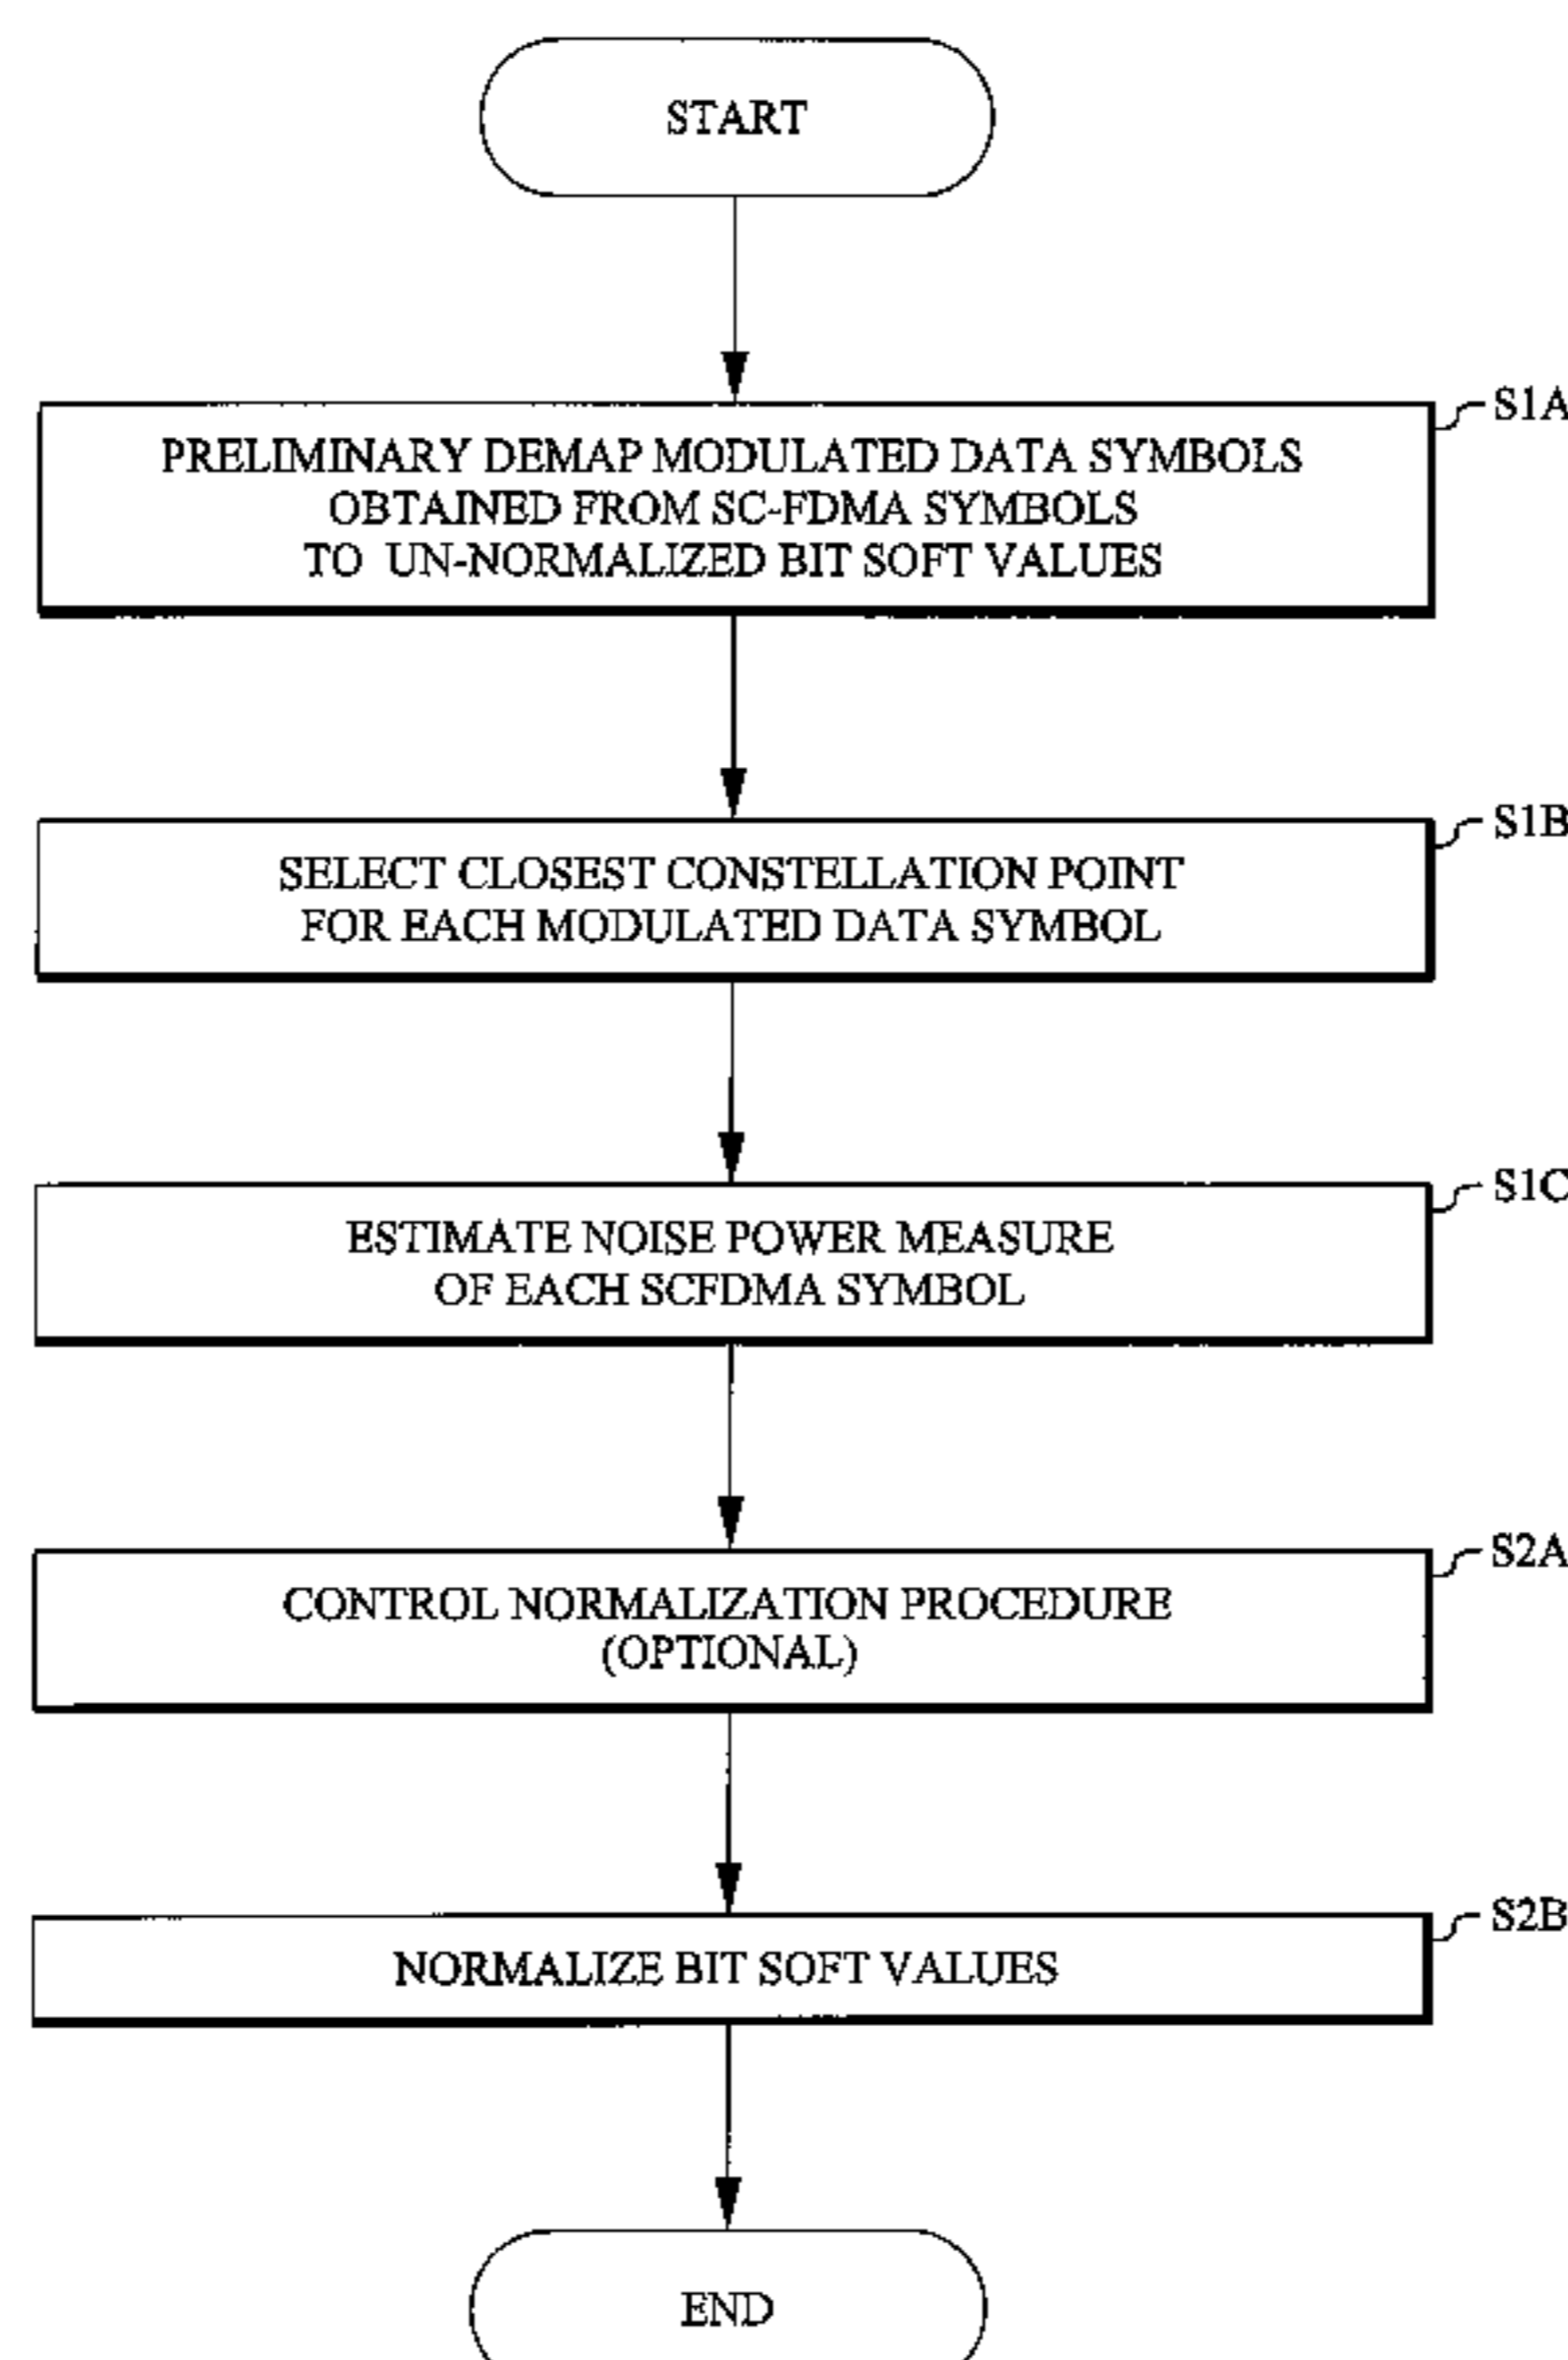 START
S1A
PRELIMINARY DEMAP MODULATED DATA SYMBOLS
OBTAINED FROM SC-FDMA SYMBOLS
TO UN-NORMALIZED BIT SOFT VALUES
S1B
SELECT CLOSEST CONSTELLATION POINT
FOR EACH MODULATED DATA SYMBOL
S1C
ESTIMATE NOISE POWER MEASURE
OF EACH SCFDMA SYMBOL
S2A
CONTROL NORMALIZATION PROCEDURE
(OPTIONAL)
S2B
NORMALIZE BIT SOFT VALUES
END